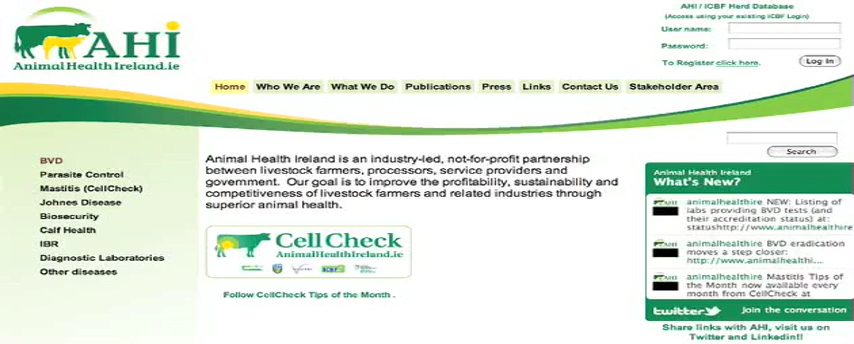 AHI
AnimalHealthIreland.ie
AHI / ICBF Herd Database
(Access using your existing ICBF Login)
User name:
Password:
To Register click here.
Log In
Home Who We Are What We Do Publications Press Links Contact Us Stakeholder Area
Search
BVD
Parasite Control
Mastitis (CellCheck)
Johnes Disease
Biosecurity
Calf Health
IBR
Diagnostic Laboratories
Other diseases
Animal Health Ireland is an industry-led, not-for-profit partnership
between livestock farmers, processors, service providers and
government. Our goal is to improve the profitability, sustainability and
competitiveness of livestock farmers and related industries through
superior animal health.
CellCheck
AnimalHealthIreland.ie
Follow CellCheck Tips of the Month .
Animal Health Ireland
What's New?
AHI
animalhealthire NEW: Listing of
labs providing BVD tests (and
their accreditation status) at:
statushttp://www.animalhealthire
AHI
animalhealthire BVD eradication
moves a step closer:
http://www.animalhealthi...
AHI
animalhealthire Mastitis Tips of
the Month now available every
month from CellCheck at
twitter Join the conversation
Share links with AHI, visit us on
Twitter and Linkedin!!